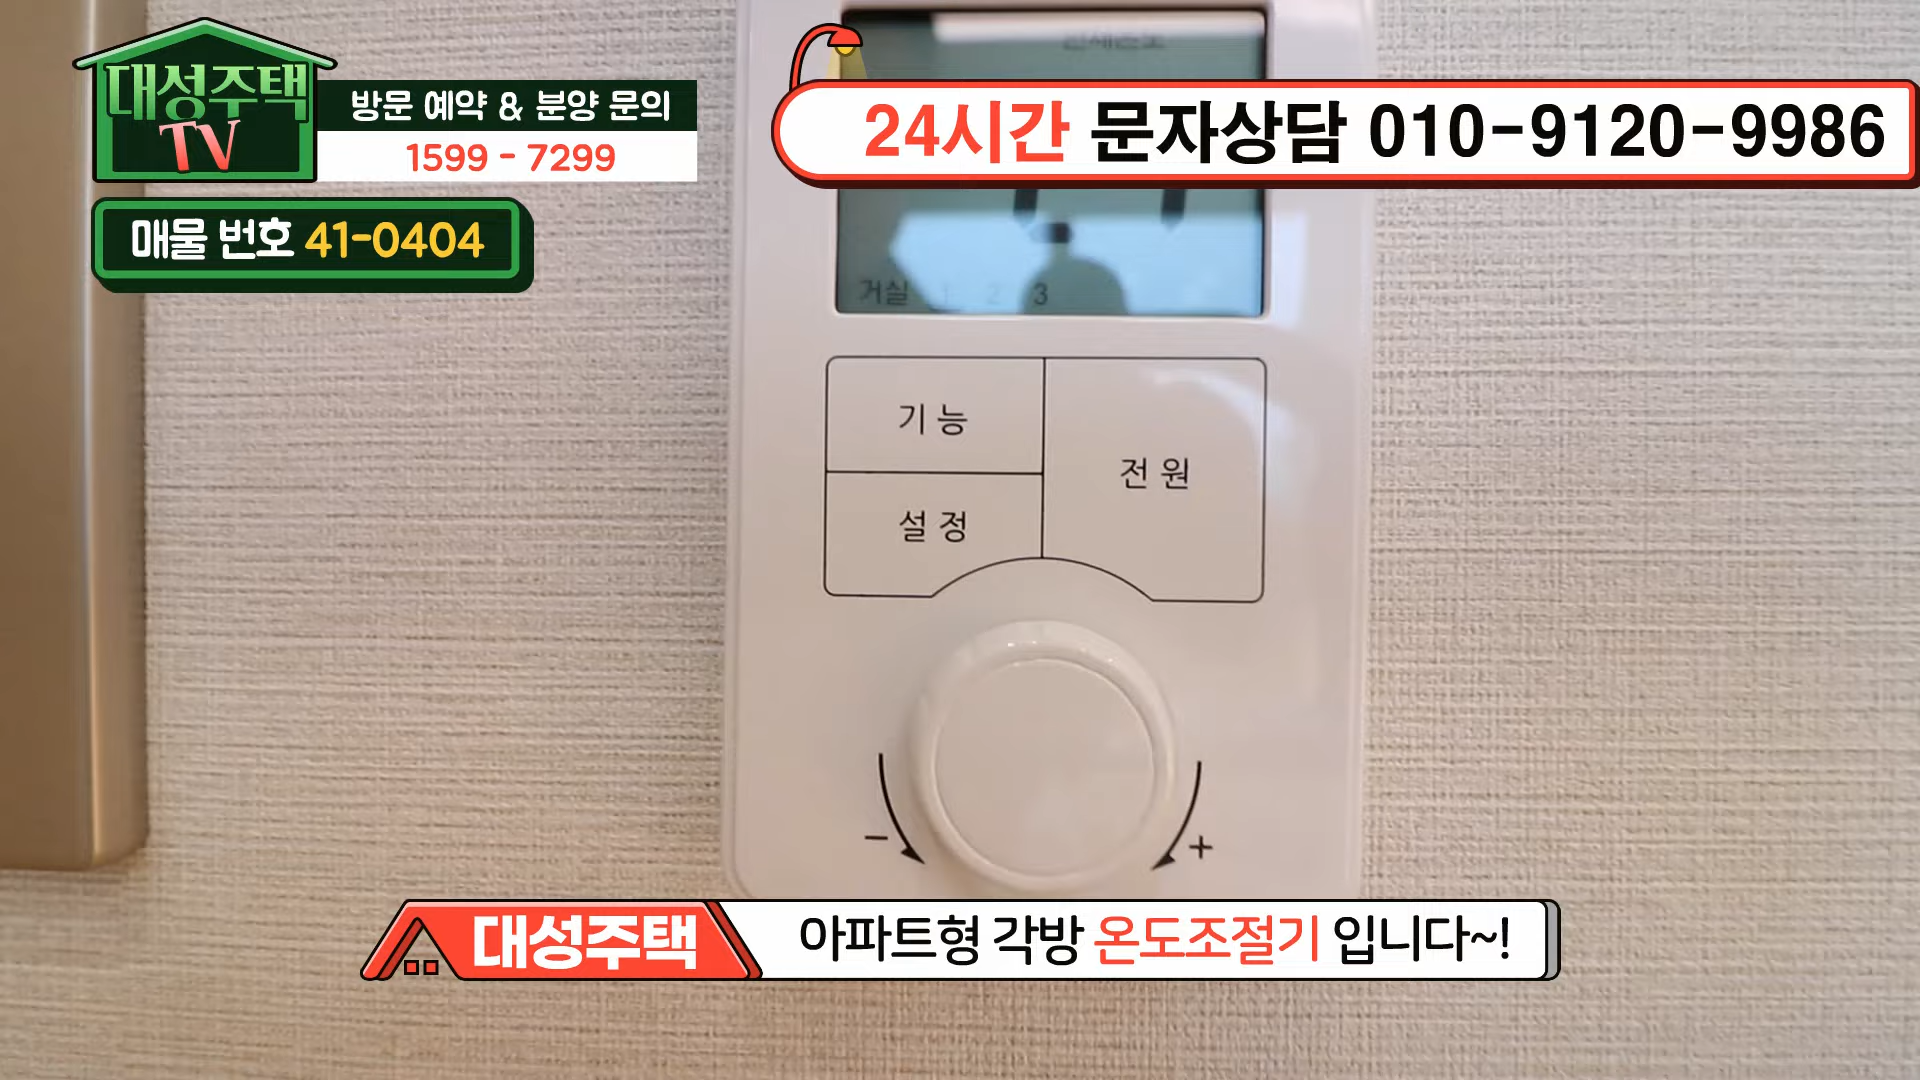 대성주택
TV
방문 예약 & 분양 문의
1599 - 7299
매물 번호 41-0404
24시간 문자상담 010-9120-9986
거실 1 2 3
기능
전원
설정
- +
대성주택
아파트형 각방 온도조절기 입니다~!